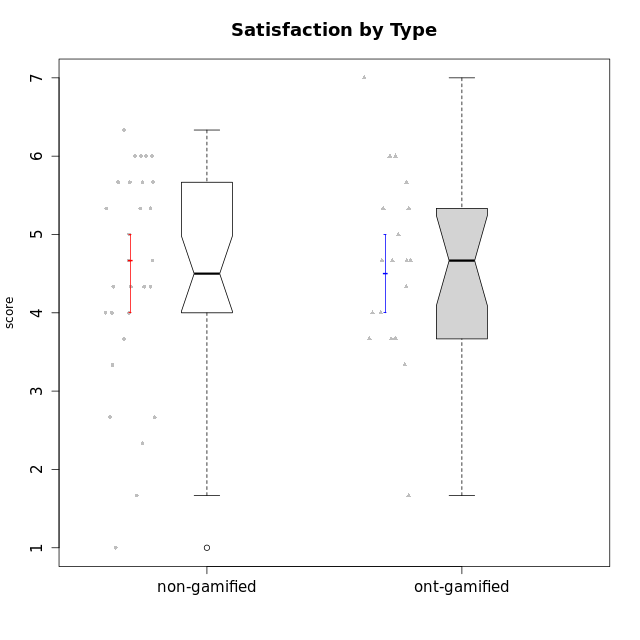 Satisfaction by Type
7
6
5
4
3
2
1
score
non-gamified
ont-gamified